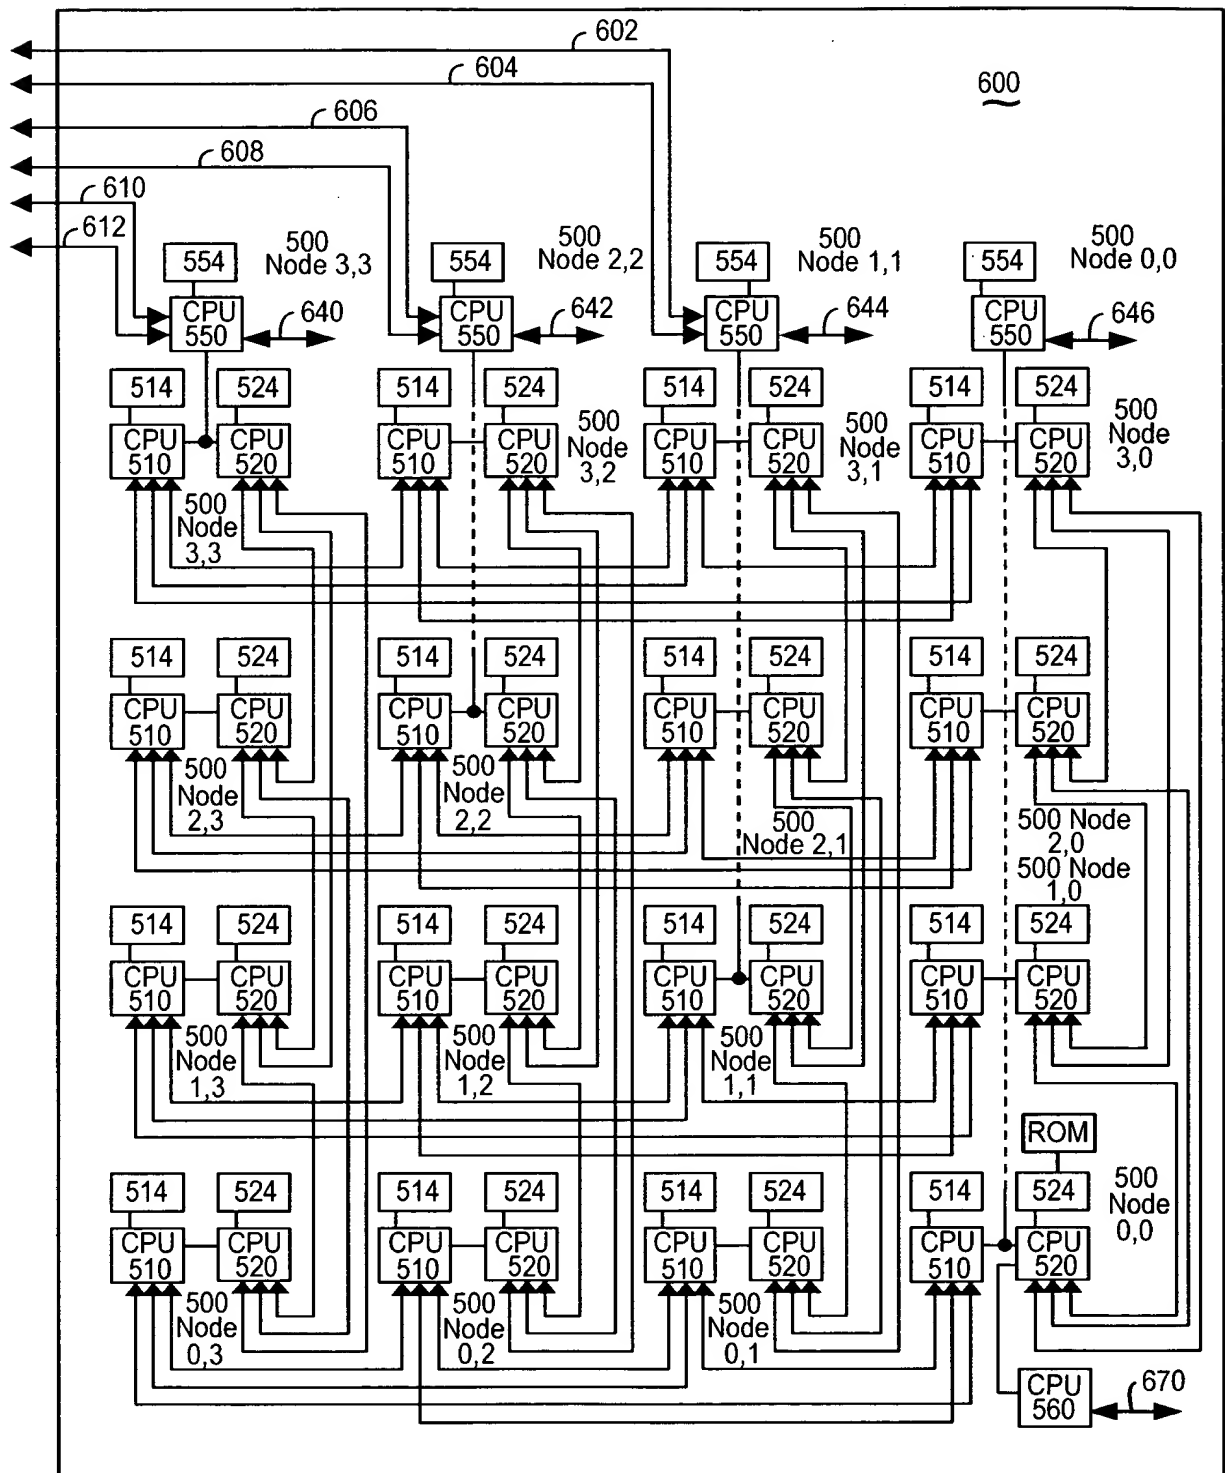 602
604
600
606
608
610
612
554
500
Node 3,3
554
500
Node 2,2
554
500
Node 1,1
554
500
Node 0,0
CPU
550
640
CPU
550
642
CPU
550
644
CPU
550
646
514
524
514
524
514
524
514
524
CPU
510
CPU
520
CPU
510
CPU
520
500
Node
3,2
CPU
510
CPU
520
500
Node
3,1
CPU
510
CPU
520
500
Node
3,0
500
Node
3,3
514
524
514
524
514
524
514
524
CPU
510
CPU
520
CPU
510
CPU
520
CPU
510
CPU
520
CPU
510
CPU
520
500
Node
2,3
500
Node
2,2
500
Node 2,1
500 Node
2,0
500 Node
1,0
514
524
514
524
514
524
514
524
CPU
510
CPU
520
CPU
510
CPU
520
CPU
510
CPU
520
CPU
510
CPU
520
500
Node
1,3
500
Node
1,2
500
Node
1,1
ROM
514
524
514
524
514
524
514
524
500
Node
0,0
CPU
510
CPU
520
CPU
510
CPU
520
CPU
510
CPU
520
CPU
510
CPU
520
500
Node
0,3
500
Node
0,2
500
Node
0,1
CPU
560
670